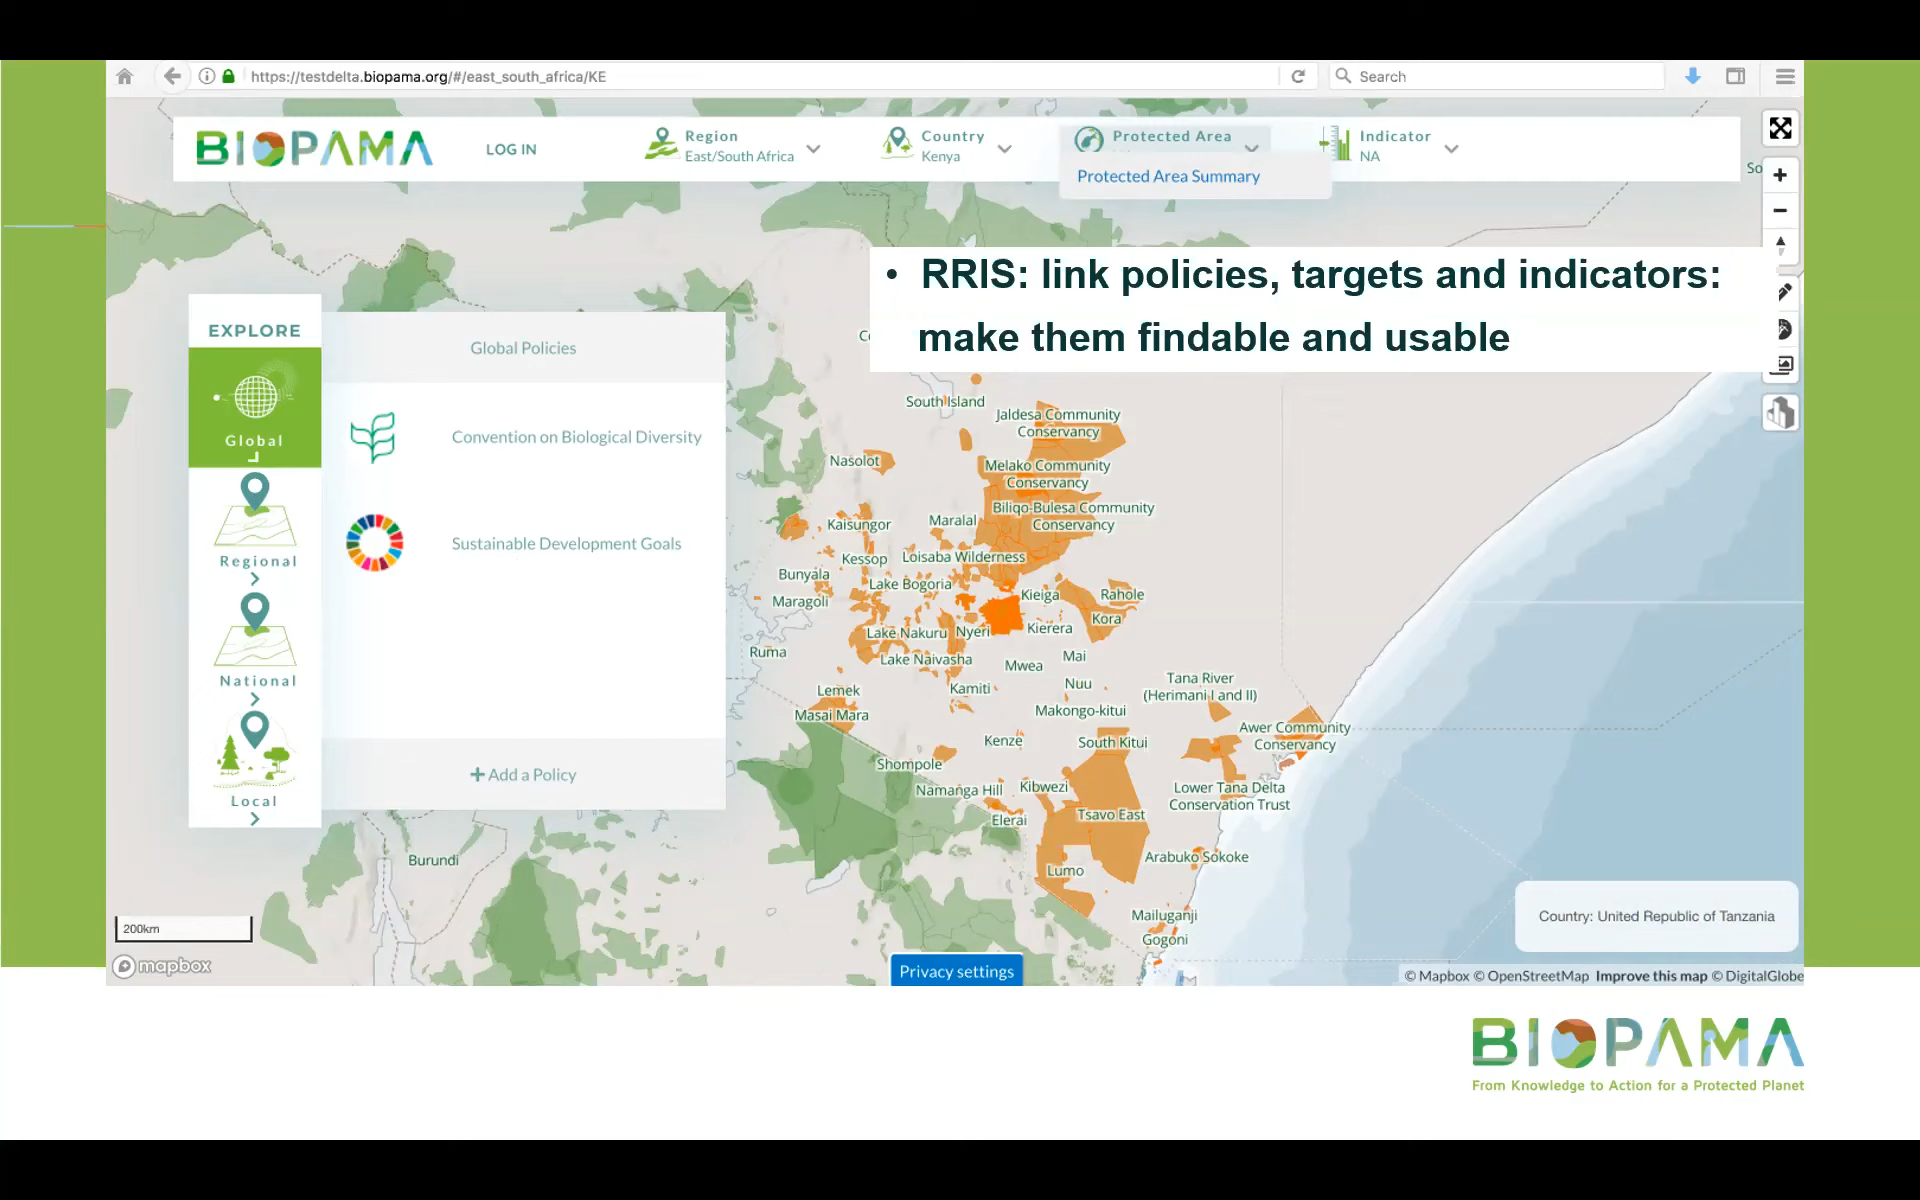 https://testdelta.biopama.org/#/east_south_africa/KE
Search
BIOPAMA
LOG IN
Region
East/South Africa
Country
Kenya
Protected Area
Protected Area Summary
Indicator
NA
So
• RRIS: link policies, targets and indicators:
make them findable and usable
EXPLORE
Global
Regional
National
Local
Global Policies
Convention on Biological Diversity
Sustainable Development Goals
+ Add a Policy
South Island
Jaldesa Community
Conservancy
Nasolot
Melako Community
Conservancy
Biliqo-Bulesa Community
Conservancy
Kaisungor
Maralal
Kessop
Loisaba Wilderness
Bunyala
Lake Bogoria
Maragoli
Kieiga
Rahole
Kora
Lake Nakuru
Nyeri
Kierera
Ruma
Lake Naivasha
Mwea
Mai
Lemek
Kamiti
Nuu
Tana River
(Herimani I and II)
Masai Mara
Makongo-kitui
Awer Community
Conservancy
Kenze
South Kitui
Shompole
Namanga Hill
Kibwezi
Lower Tana Delta
Conservation Trust
Elerai
Tsavo East
Arabuko Sokoke
Lumo
Burundi
Mailuganji
Gogoni
Country: United Republic of Tanzania
200km
mapbox
Privacy settings
© Mapbox © OpenStreetMap Improve this map © DigitalGlobe
BIOPAMA
From Knowledge to Action for a Protected Planet